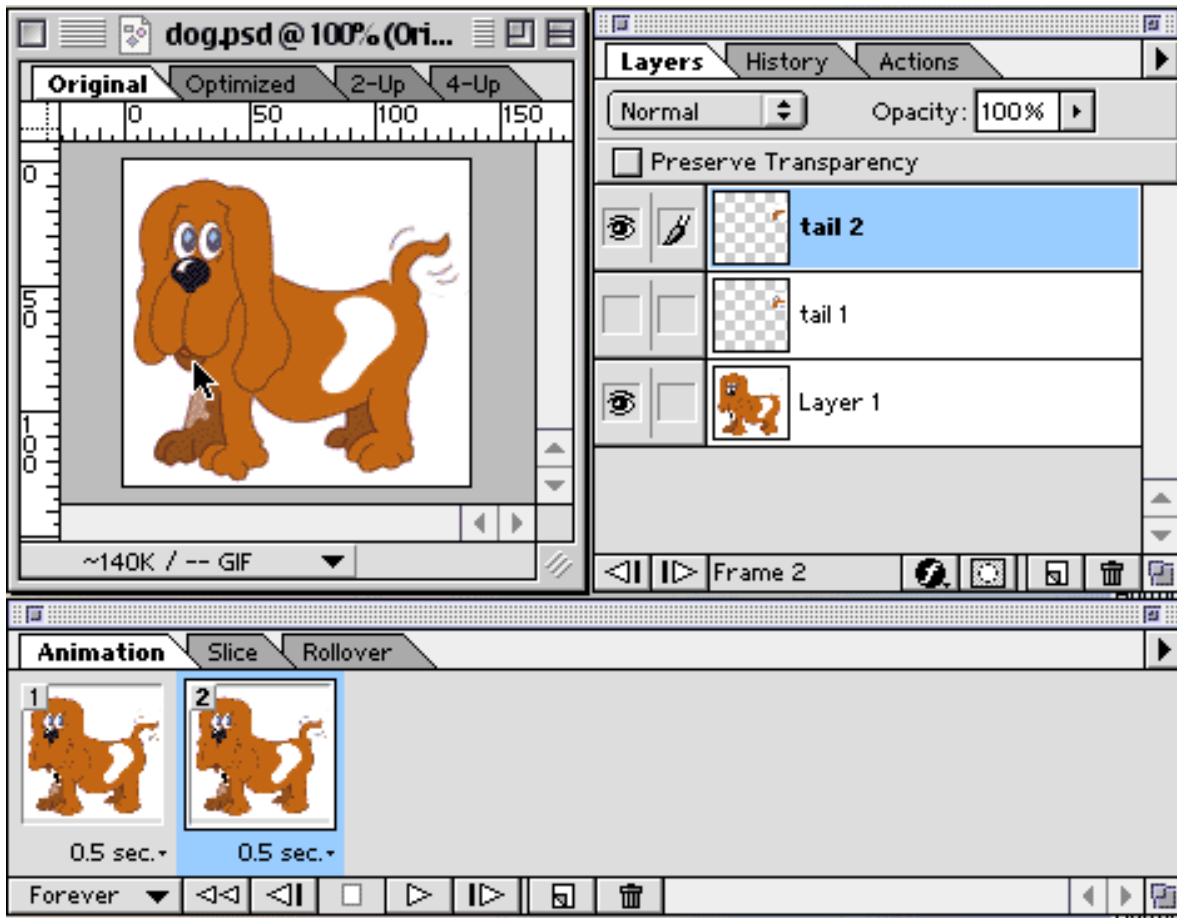 dog.psd @ 100% (Ori...
Original Optimized 2-Up 4-Up
0 50 100 150
0
50
100
~140K / -- GIF
Layers History Actions
Normal Opacity: 100%
Preserve Transparency
tail 2
tail 1
Layer 1
Frame 2
Animation Slice Rollover
1 2
0.5 sec. 0.5 sec.
Forever